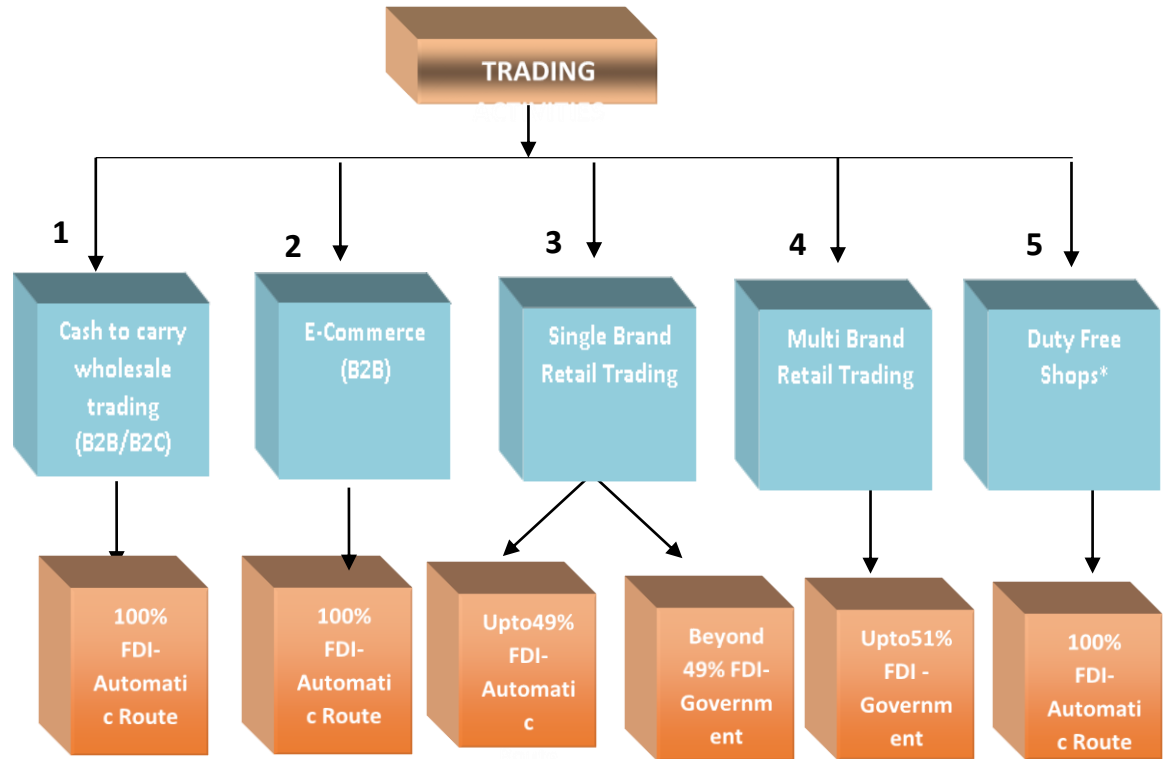 TRADING
ACTIVITIES
1
2
3
4
5
Cash to carry
wholesale
trading
(B2B/B2C)
E-Commerce
(B2B)
Single Brand
Retail Trading
Multi Brand
Retail Trading
Duty Free
Shops*
100%
FDI-
Automati
c Route
100%
FDI-
Automati
c Route
Upto49%
FDI-
Automati
c
Beyond
49% FDI-
Governm
ent
Upto51%
FDI -
Governm
ent
100%
FDI-
Automati
c Route